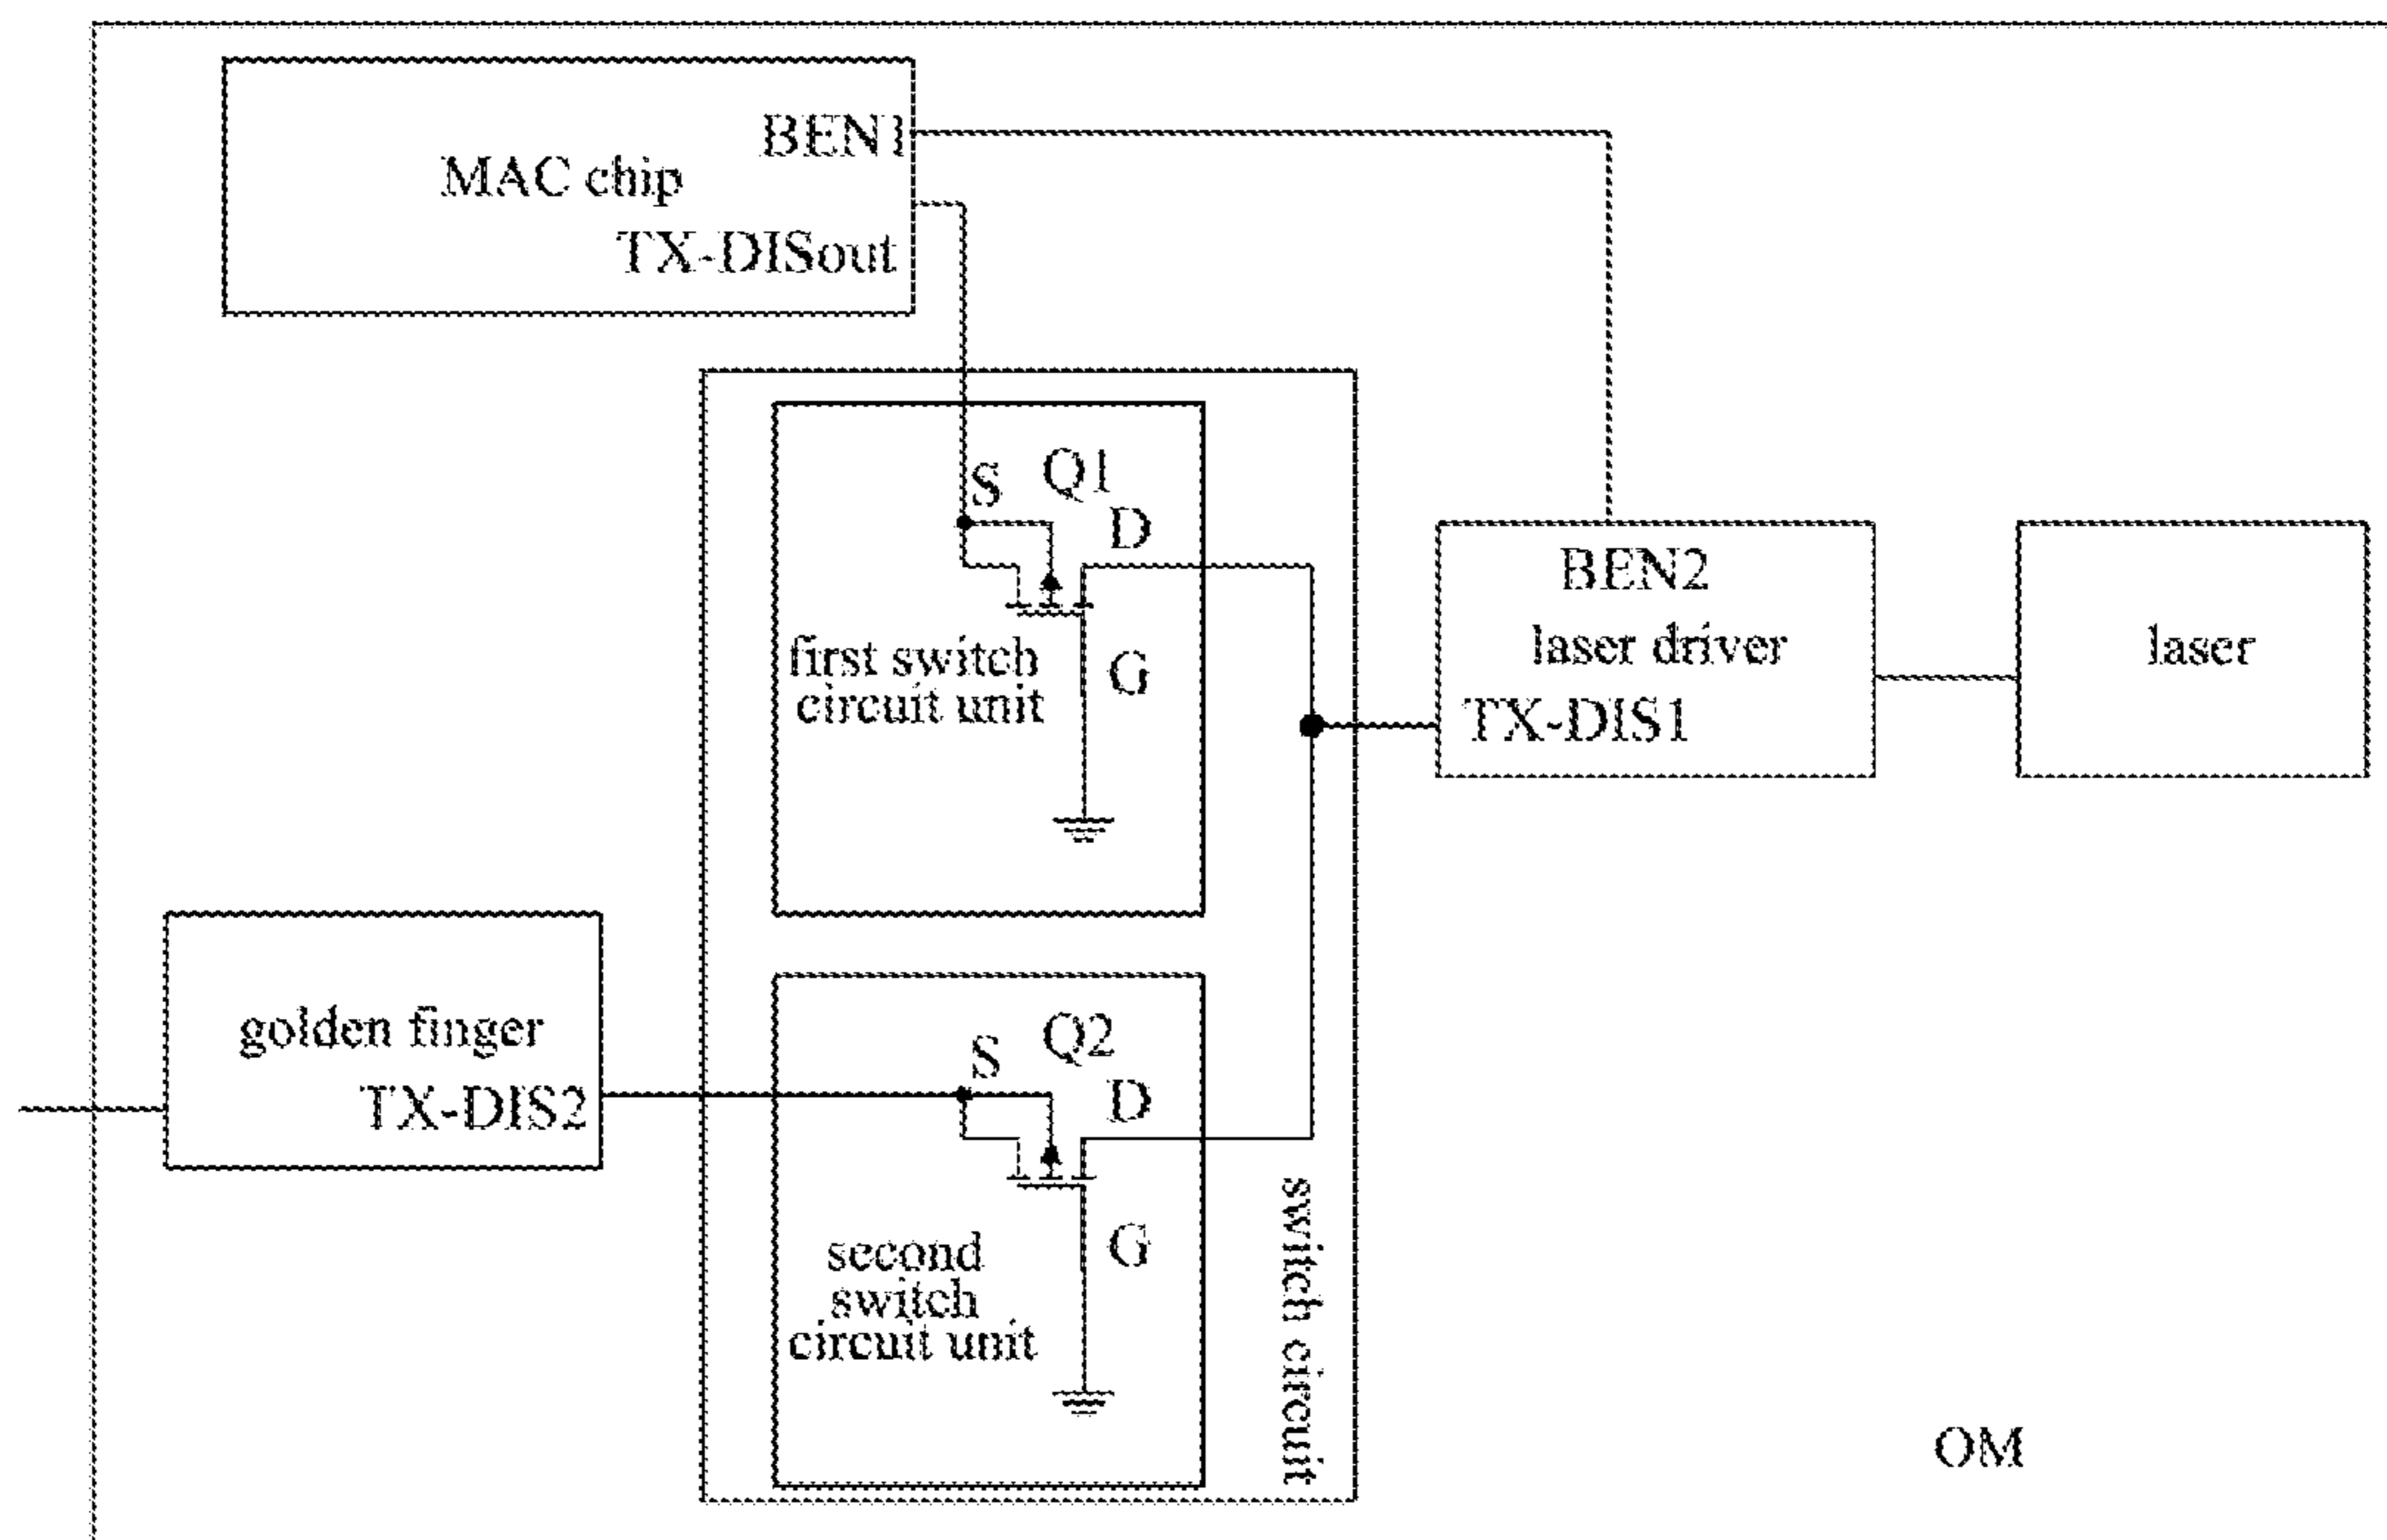 BEN1
MAC chip
TX-DISout
S
Q1
D
first switch
circuit unit
G
BEN2
laser driver
TX-DIS1
laser
golden finger
TX-DIS2
S
Q2
D
second
switch
circuit unit
G
switch circuit
OM